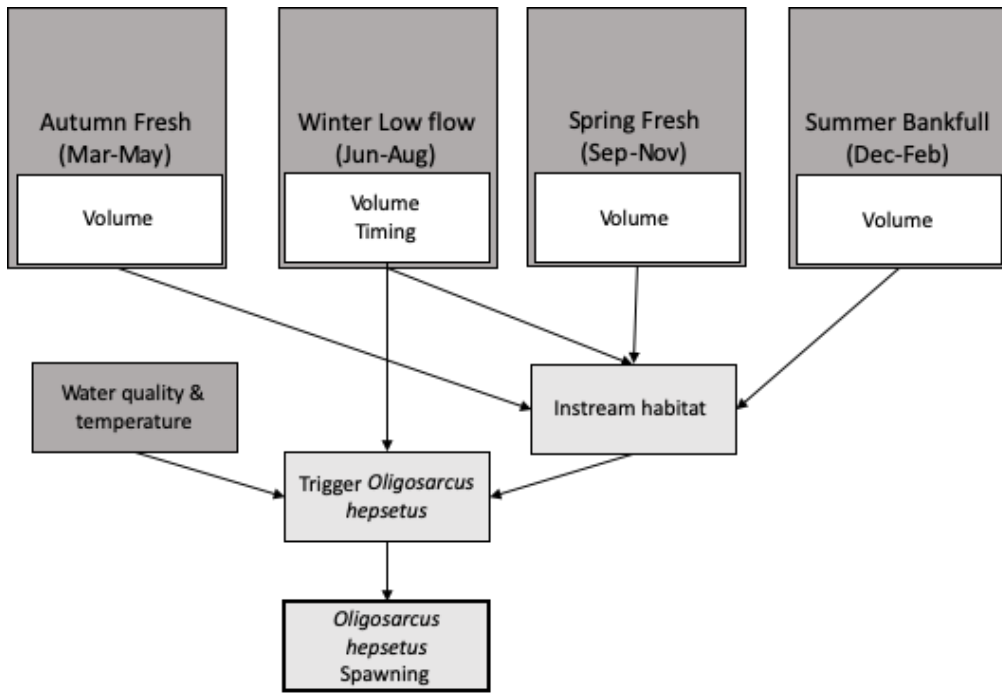 Autumn Fresh
(Mar-May)
Volume
Winter Low flow
(Jun-Aug)
Volume
Timing
Spring Fresh
(Sep-Nov)
Volume
Summer Bankfull
(Dec-Feb)
Volume
Water quality &
temperature
Instream habitat
Trigger Oligosarcus
hepsetus
Oligosarcus
hepsetus
Spawning